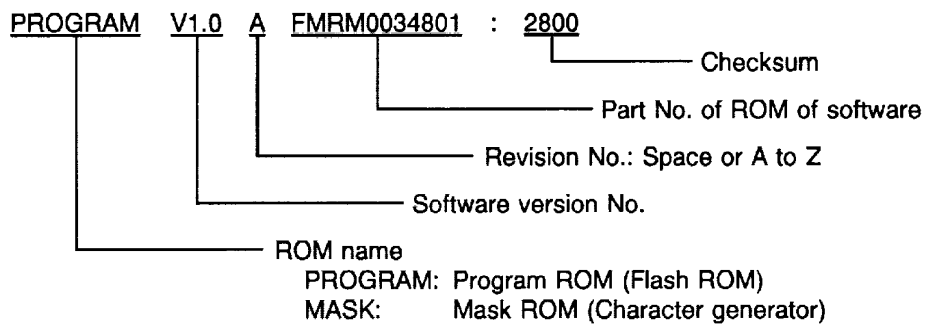 PROGRAM V1.0 A FMRM0034801 : 2800
Checksum
Part No. of ROM of software
Revision No.: Space or A to Z
Software version No.
ROM name
PROGRAM: Program ROM (Flash ROM)
MASK: Mask ROM (Character generator)